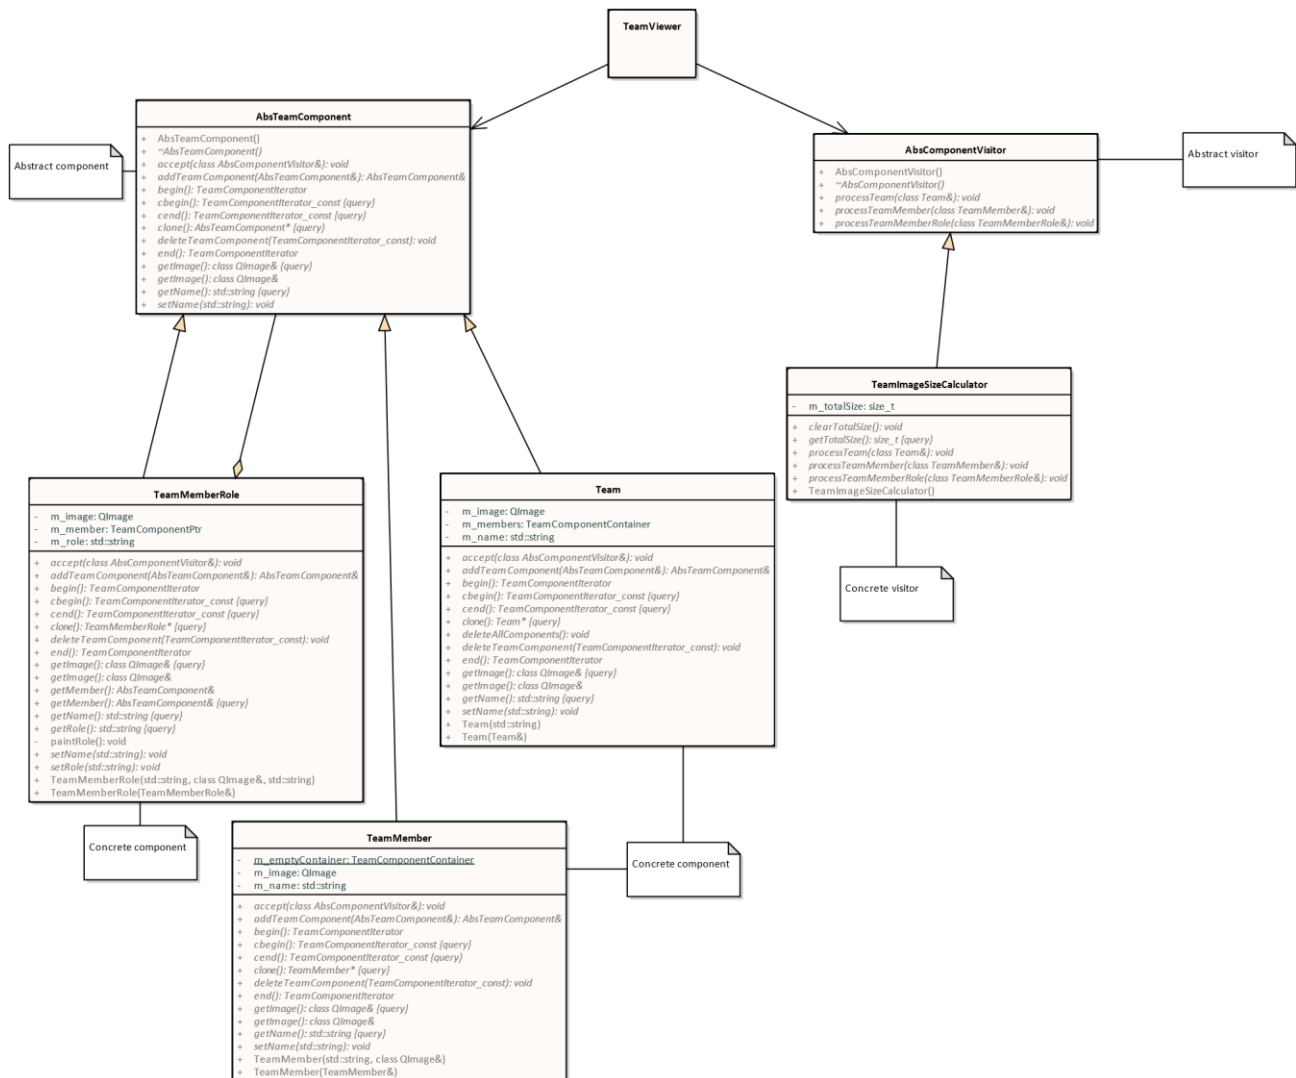 TeamViewer
AbsTeamComponent
+ AbsTeamComponent()
+ ~AbsTeamComponent()
+ accept(class AbsComponentVisitor&): void
+ addTeamComponent(AbsTeamComponent&): AbsTeamComponent&
+ begin(): TeamComponentIterator
+ cbegin(): TeamComponentIterator_const {query}
+ cend(): TeamComponentIterator_const {query}
+ clone(): AbsTeamComponent* {query}
+ deleteTeamComponent(TeamComponentIterator_const): void
+ end(): TeamComponentIterator
+ getImage(): class QImage& {query}
+ getImage(): class QImage&
+ getName(): std::string {query}
+ setName(std::string): void
Abstract component
AbsComponentVisitor
+ AbsComponentVisitor()
+ ~AbsComponentVisitor()
+ processTeam(class Team&): void
+ processTeamMember(class TeamMember&): void
+ processTeamMemberRole(class TeamMemberRole&): void
Abstract visitor
TeamImageSizeCalculator
- m_totalSize: size_t
+ clearTotalSize(): void
+ getTotalSize(): size_t {query}
+ processTeam(class Team&): void
+ processTeamMember(class TeamMember&): void
+ processTeamMemberRole(class TeamMemberRole&): void
+ TeamImageSizeCalculator()
Concrete visitor
TeamMemberRole
- m_image: QImage
- m_member: TeamComponentPtr
- m_role: std::string
+ accept(class AbsComponentVisitor&): void
+ addTeamComponent(AbsTeamComponent&): AbsTeamComponent&
+ begin(): TeamComponentIterator
+ cbegin(): TeamComponentIterator_const {query}
+ cend(): TeamComponentIterator_const {query}
+ clone(): TeamMemberRole* {query}
+ deleteTeamComponent(TeamComponentIterator_const): void
+ end(): TeamComponentIterator
+ getImage(): class QImage& {query}
+ getImage(): class QImage&
+ getMember(): AbsTeamComponent&
+ getMember(): AbsTeamComponent& {query}
+ getName(): std::string {query}
+ getRole(): std::string {query}
- paintRole(): void
+ setName(std::string): void
+ setRole(std::string): void
+ TeamMemberRole(std::string, class QImage&, std::string)
+ TeamMemberRole(TeamMemberRole&)
Concrete component
Team
- m_image: QImage
- m_members: TeamComponentContainer
- m_name: std::string
+ accept(class AbsComponentVisitor&): void
+ addTeamComponent(AbsTeamComponent&): AbsTeamComponent&
+ begin(): TeamComponentIterator
+ cbegin(): TeamComponentIterator_const {query}
+ cend(): TeamComponentIterator_const {query}
+ clone(): Team* {query}
+ deleteAllComponents(): void
+ deleteTeamComponent(TeamComponentIterator_const): void
+ end(): TeamComponentIterator
+ getImage(): class QImage& {query}
+ getImage(): class QImage&
+ getName(): std::string {query}
+ setName(std::string): void
+ Team(std::string)
+ Team(Team&)
Concrete component
TeamMember
- m_emptyContainer: TeamComponentContainer
- m_image: QImage
- m_name: std::string
+ accept(class AbsComponentVisitor&): void
+ addTeamComponent(AbsTeamComponent&): AbsTeamComponent&
+ begin(): TeamComponentIterator
+ cbegin(): TeamComponentIterator_const {query}
+ cend(): TeamComponentIterator_const {query}
+ clone(): TeamMember* {query}
+ deleteTeamComponent(TeamComponentIterator_const): void
+ end(): TeamComponentIterator
+ getImage(): class QImage& {query}
+ getImage(): class QImage&
+ getName(): std::string {query}
+ setName(std::string): void
+ TeamMember(std::string, class QImage&)
+ TeamMember(TeamMember&)